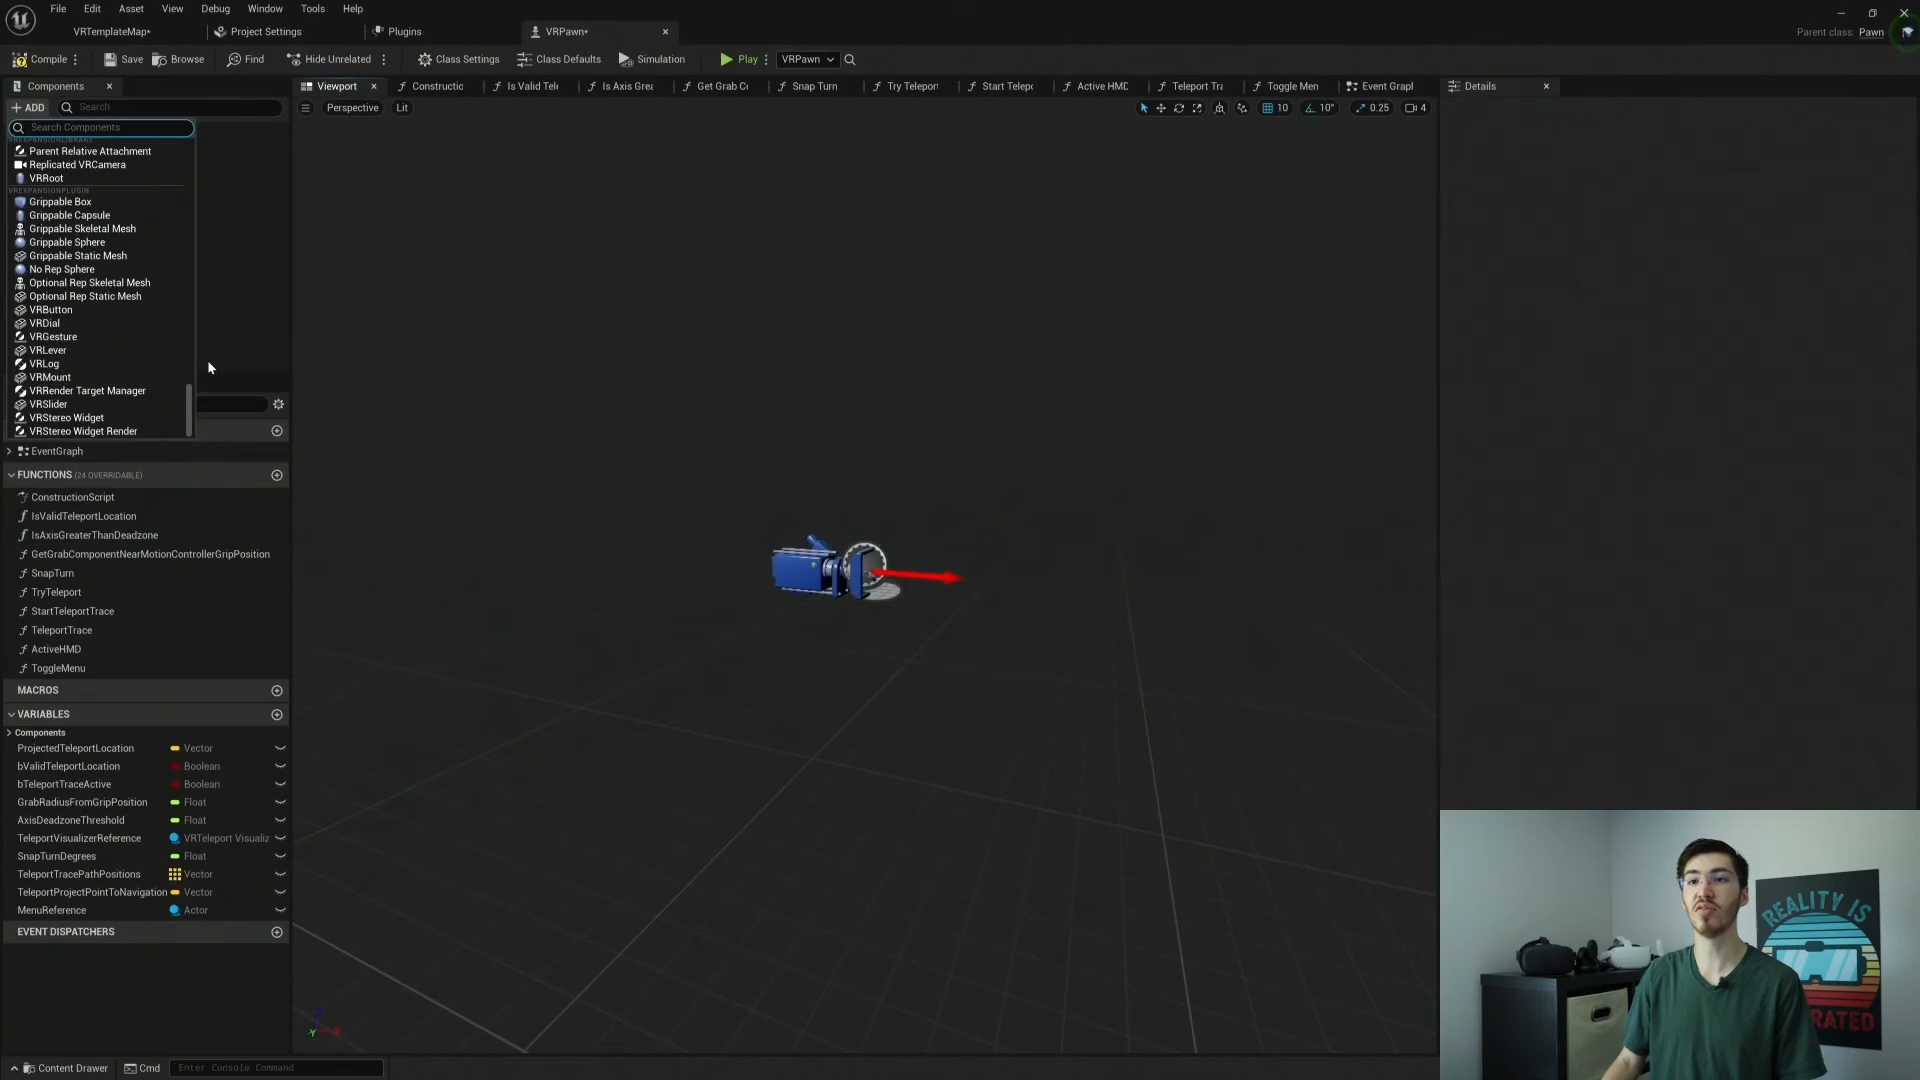 File Edit Asset View Debug Window Tools Help
VRTemplateMap* Project Settings Plugins VRPawn*
Parent class: Pawn
Compile Save Browse Find Hide Unrelated Class Settings Class Defaults Simulation Play VRPawn
Components Viewport Constructio Is Valid Tel Is Axis Gre Get Grab C Snap Turn Try Teleport Start Telep Active HMD Teleport Tra Toggle Men Event Grapl Details
+ ADD Search Perspective Lit 10 10° 0.25 4
Search Components
VREXPANSIONLIBRARY
Parent Relative Attachment
Replicated VRCamera
VRRoot
VREXPANSIONPLUGIN
Grippable Box
Grippable Capsule
Grippable Skeletal Mesh
Grippable Sphere
Grippable Static Mesh
No Rep Sphere
Optional Rep Skeletal Mesh
Optional Rep Static Mesh
VRButton
VRDial
VRGesture
VRLever
VRLog
VRMount
VRRender Target Manager
VRSlider
VRStereo Widget
VRStereo Widget Render
EventGraph
FUNCTIONS (24 OVERRIDABLE)
ConstructionScript
IsValidTeleportLocation
IsAxisGreaterThanDeadzone
GetGrabComponentNearMotionControllerGripPosition
SnapTurn
TryTeleport
StartTeleportTrace
TeleportTrace
ActiveHMD
ToggleMenu
MACROS
VARIABLES
Components
ProjectedTeleportLocation Vector
bValidTeleportLocation Boolean
bTeleportTraceActive Boolean
GrabRadiusFromGripPosition Float
AxisDeadzoneThreshold Float
TeleportVisualizerReference VRTeleport Visualiz
SnapTurnDegrees Float
TeleportTracePathPositions Vector
TeleportProjectPointToNavigation Vector
MenuReference Actor
EVENT DISPATCHERS
REALITY IS
RATED
Content Drawer Cmd Enter Console Command